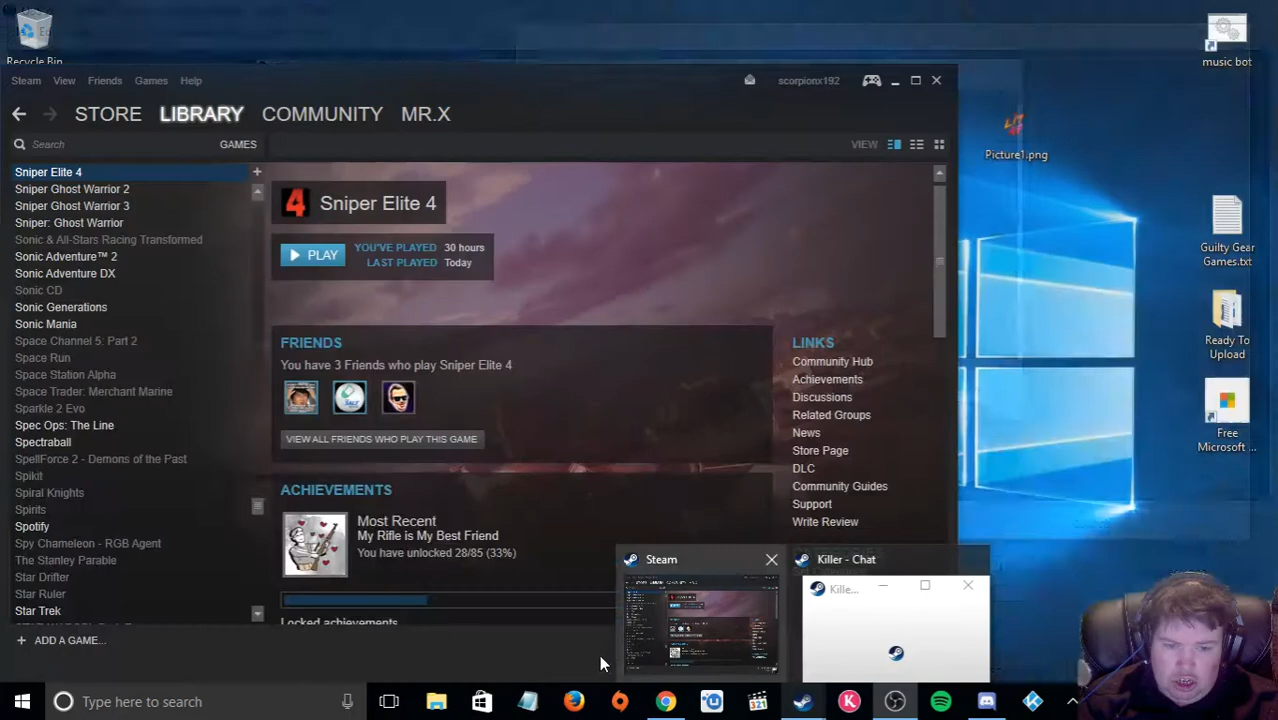 Recycle Bin
music bot
Steam View Friends Games Help
scorpionx192
STORE LIBRARY COMMUNITY MR.X
Search GAMES
VIEW
Picture1.png
Sniper Elite 4
Sniper Ghost Warrior 2
Sniper Ghost Warrior 3
Sniper: Ghost Warrior
Sonic & All-Stars Racing Transformed
Sonic Adventure™ 2
Sonic Adventure DX
Sonic CD
Sonic Generations
Sonic Mania
Space Channel 5: Part 2
Space Run
Space Station Alpha
Space Trader: Merchant Marine
Sparkle 2 Evo
Spec Ops: The Line
Spectraball
SpellForce 2 - Demons of the Past
Spikit
Spiral Knights
Spirits
Spotify
Spy Chameleon - RGB Agent
The Stanley Parable
Star Drifter
Star Ruler
Star Trek
ADD A GAME...
4 Sniper Elite 4
PLAY
YOU'VE PLAYED 30 hours
LAST PLAYED Today
FRIENDS
You have 3 Friends who play Sniper Elite 4
VIEW ALL FRIENDS WHO PLAY THIS GAME
ACHIEVEMENTS
Most Recent
My Rifle is My Best Friend
You have unlocked 28/85 (33%)
Locked achievements
LINKS
Community Hub
Achievements
Discussions
Related Groups
News
Store Page
DLC
Community Guides
Support
Write Review
Guilty Gear
Games.txt
Ready To
Upload
Free
Microsoft ...
Steam
Killer - Chat
Kille...
Type here to search
321